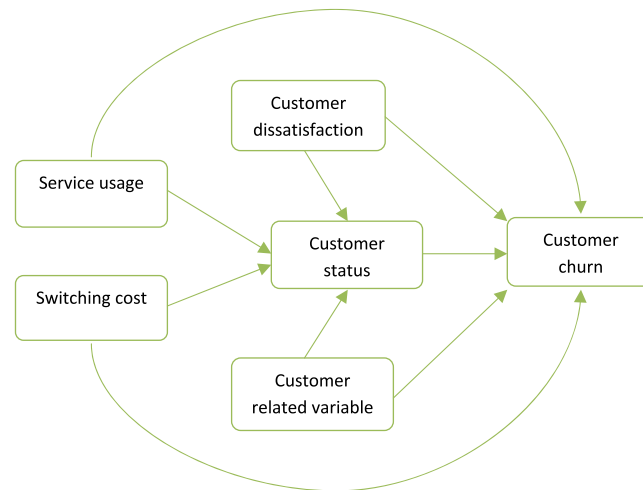 Customer
dissatisfaction
Service usage
Customer
status
Customer
churn
Switching cost
Customer
related variable